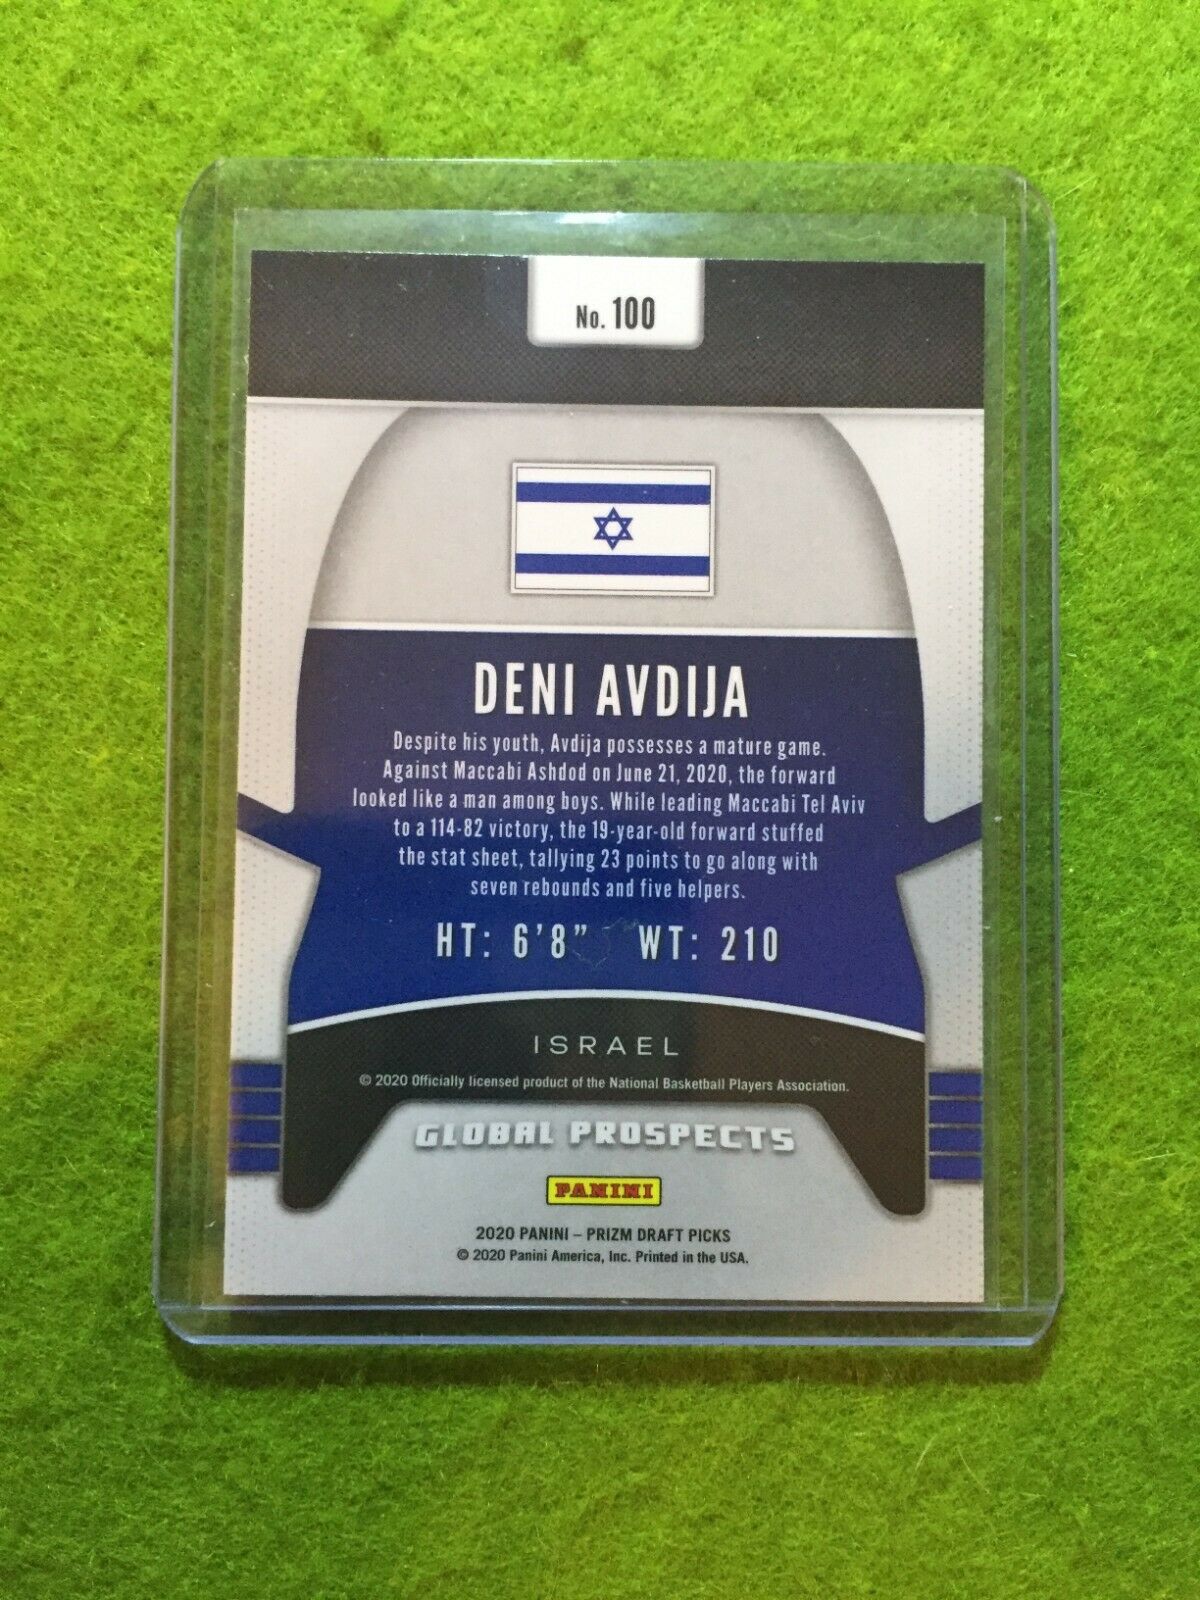 No. 100
DENI AVDIJA
Despite his youth, Avdija possesses a mature game.
Against Maccabi Ashdod on June 21, 2020, the forward
looked like a man among boys. While leading Maccabi Tel Aviv
to a 114-82 victory, the 19-year-old forward stuffed
the stat sheet, tallying 23 points to go along with
seven rebounds and five helpers.
HT: 6'8" WT: 210
ISRAEL
© 2020 Officially licensed product of the National Basketball Players Association.
GLOBAL PROSPECTS
PANINI
2020 PANINI – PRIZM DRAFT PICKS
© 2020 Panini America, Inc. Printed in the USA.